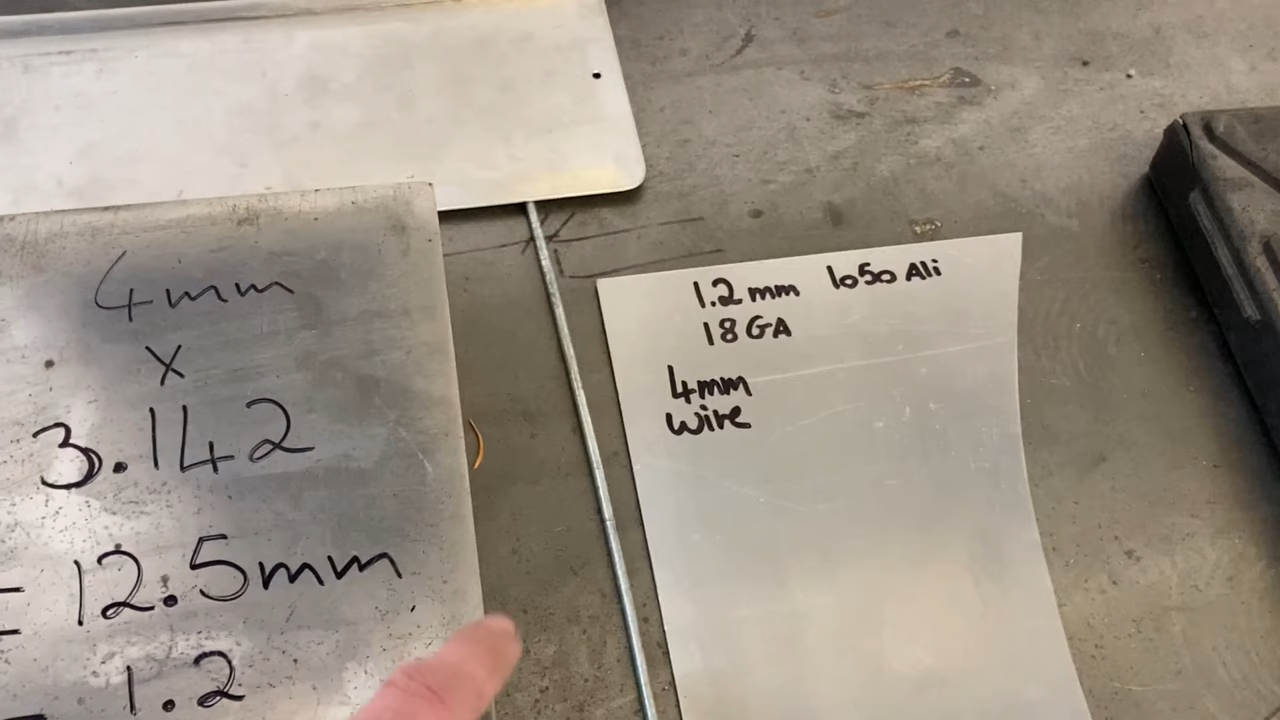 4mm
x
3.142
= 12.5mm
1.2
1.2mm 1050 Ali
18GA
4mm
wire